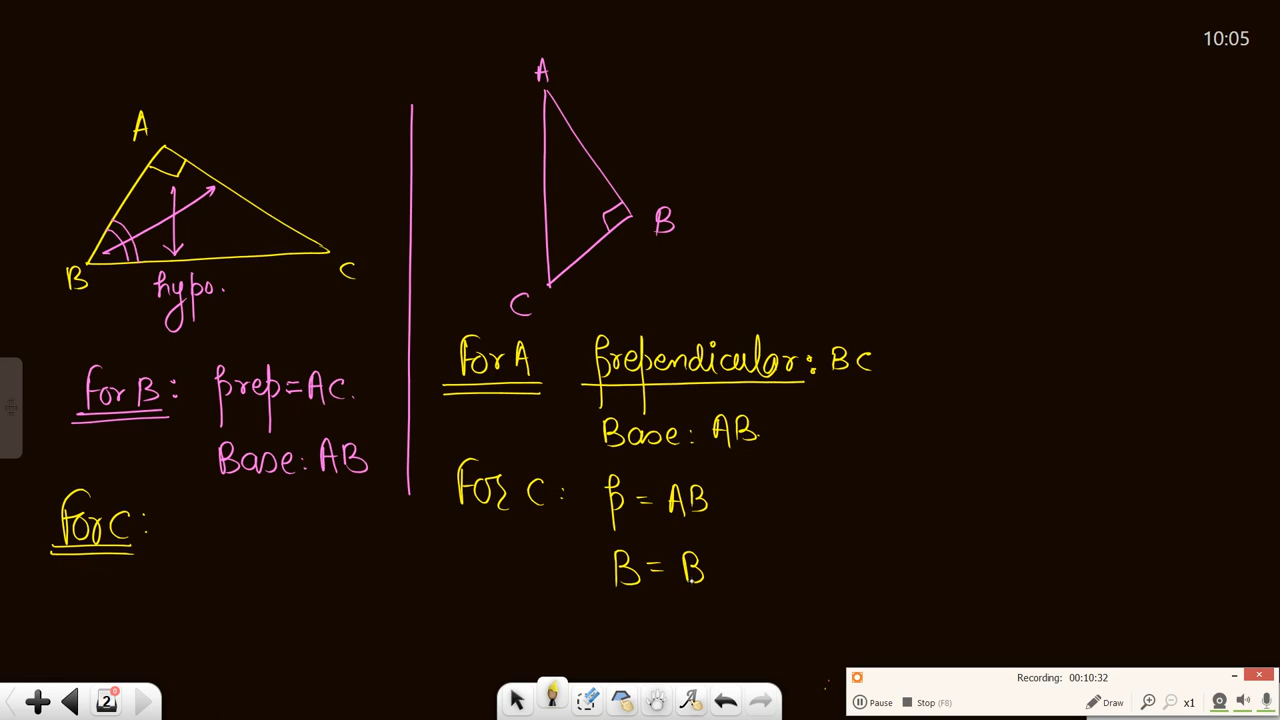 10:05
A
B
C
hypo.
For B: prep=AC.
Base: AB
For C:
A
B
C
For A prependicular: BC
Base: AB.
For C: p = AB
B = B
2
0
Recording: 00:10:32
Pause Stop (F8) Draw x1